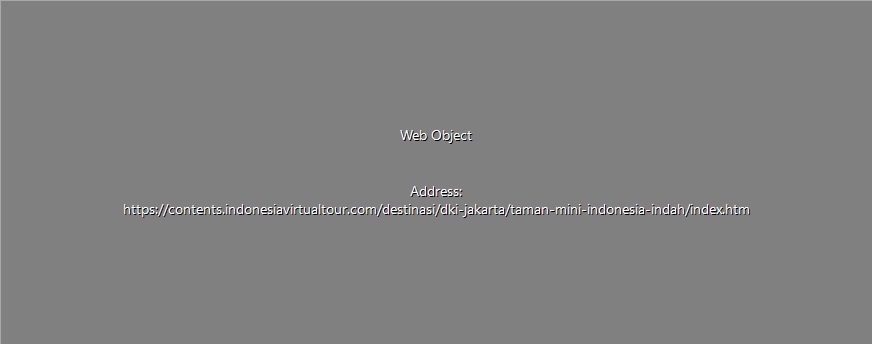 Web Object
Address:
https://contents.indonesiavirtualtour.com/destinasi/dki-jakarta/taman-mini-indonesia-indah/index.htm